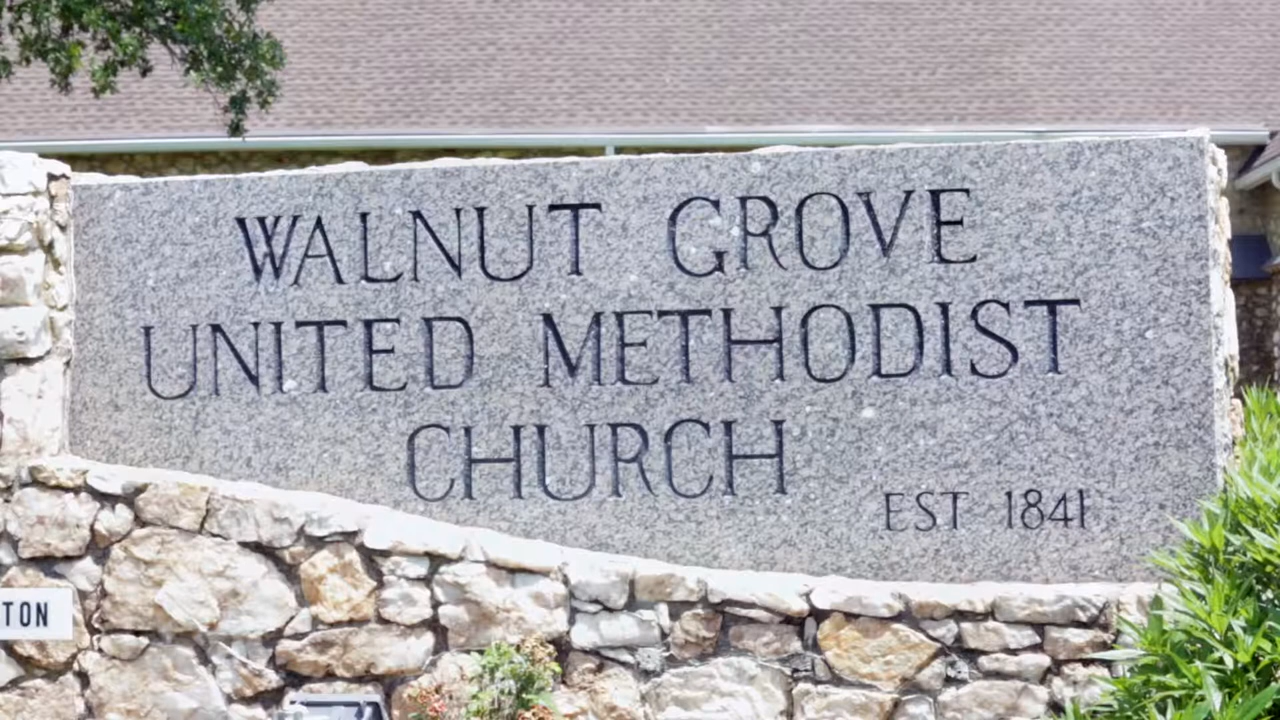 WALNUT GROVE
UNITED METHODIST
CHURCH
EST 1841
TON